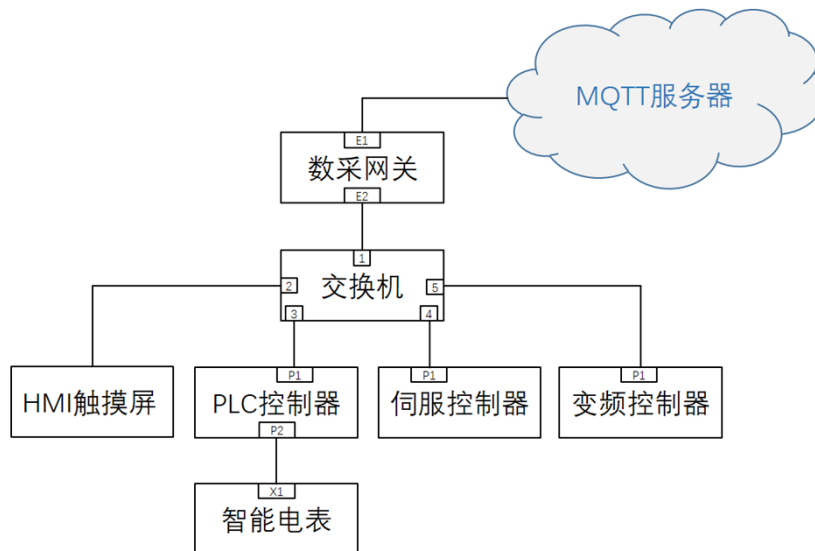 MQTT服务器
E1
数采网关
E2
1
2
交换机
5
3
4
HMI触摸屏
P1
PLC控制器
P2
P1
伺服控制器
P1
变频控制器
X1
智能电表